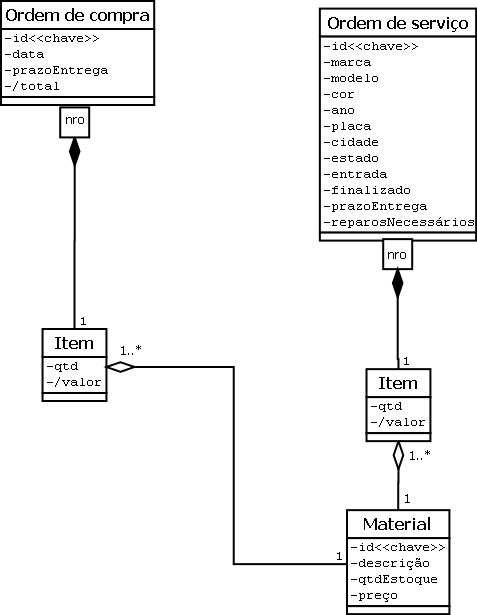 Ordem de compra
-id<<chave>>
-data
-prazoEntrega
-/total
nro
1
Item
-qtd
-/valor
1..*
Ordem de serviço
-id<<chave>>
-marca
-modelo
-cor
-ano
-placa
-cidade
-estado
-entrada
-finalizado
-prazoEntrega
-reparosNecessários
nro
1
Item
-qtd
-/valor
1..*
1
1
Material
-id<<chave>>
-descrição
-qtdEstoque
-preço